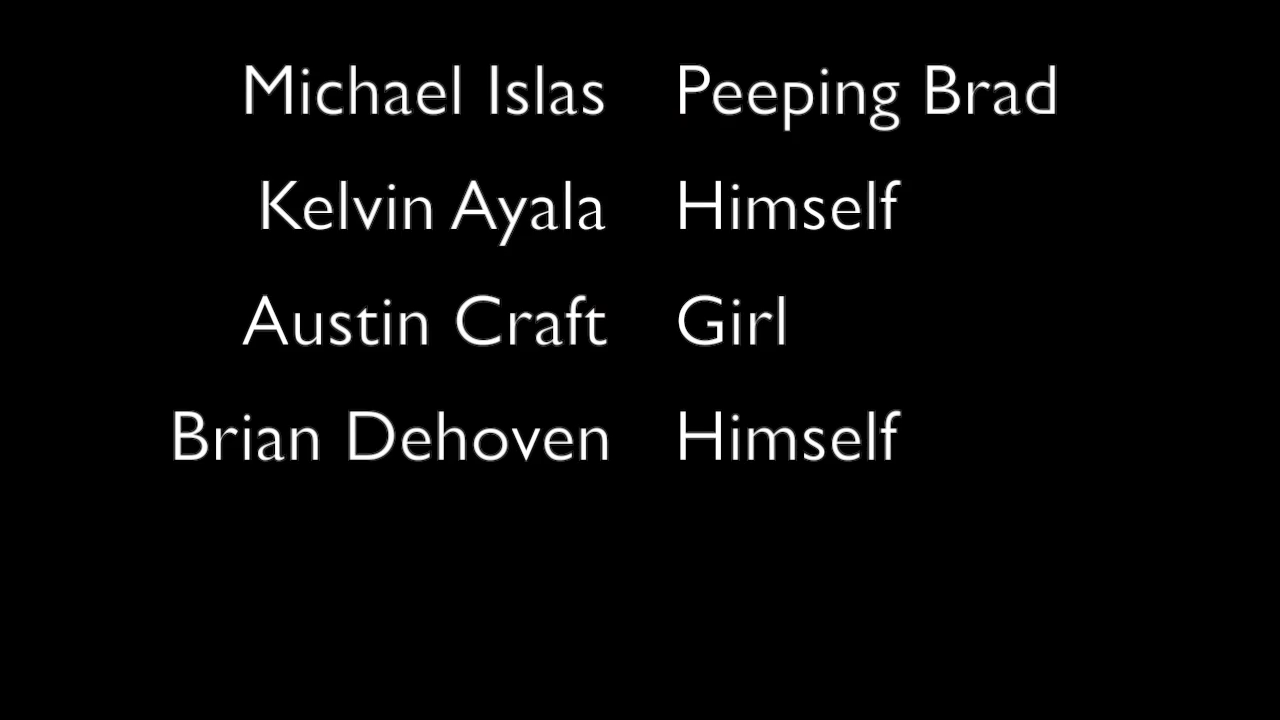 Michael Islas Peeping Brad
Kelvin Ayala Himself
Austin Craft Girl
Brian Dehoven Himself